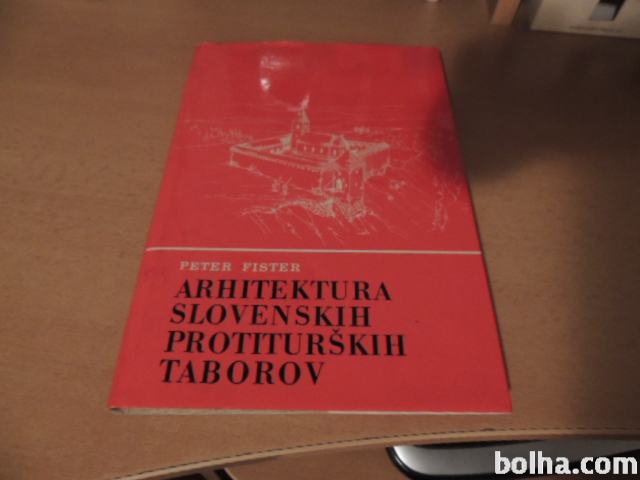 PETER FISTER
ARHITEKTURA
SLOVENSKIH
PROTITURŠKIH
TABOROV
bolha.com